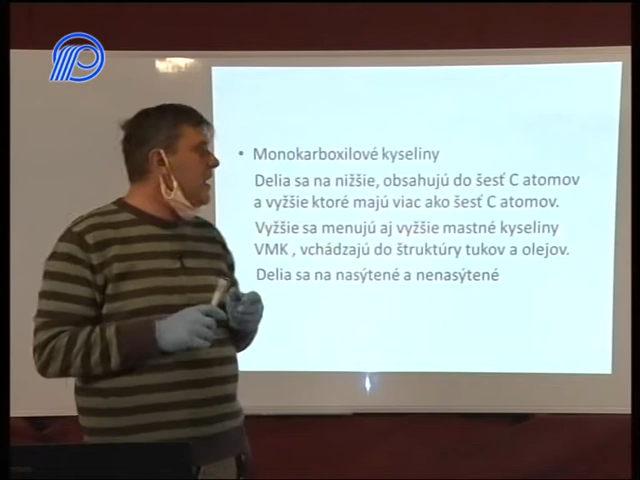 • Monokarboxilové kyseliny
Delia sa na nižšie, obsahujú do šesť C atomov
a vyžšie ktoré majú viac ako šesť C atomov.
Vyžšie sa menujú aj vyžšie mastné kyseliny
VMK , vchádzajú do štruktúry tukov a olejov.
Delia sa na nasýtené a nenasýtené